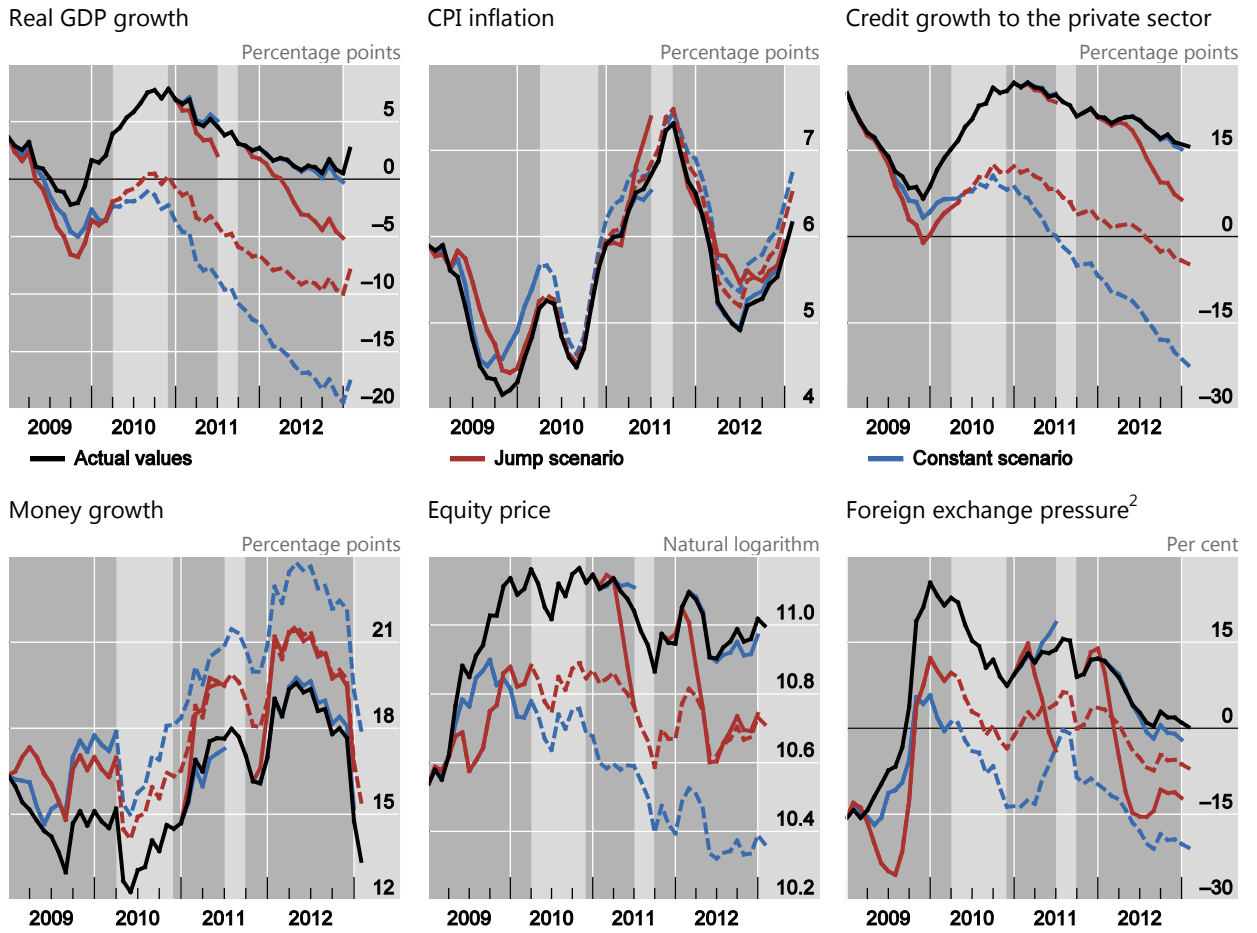 Real GDP growth
Percentage points
5
0
–5
–10
–15
–20
2009 2010 2011 2012
CPI inflation
Percentage points
7
6
5
4
2009 2010 2011 2012
Credit growth to the private sector
Percentage points
15
0
–15
–30
2009 2010 2011 2012
Actual values
Jump scenario
Constant scenario
Money growth
Percentage points
21
18
15
12
2009 2010 2011 2012
Equity price
Natural logarithm
11.0
10.8
10.6
10.4
10.2
2009 2010 2011 2012
Foreign exchange pressure2
Per cent
15
0
–15
–30
2009 2010 2011 2012